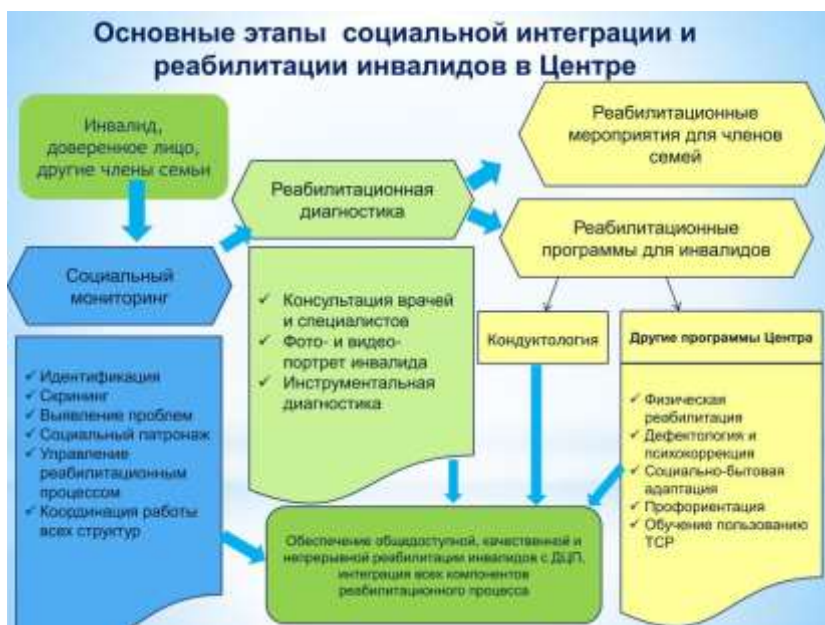 Основные этапы социальной интеграции и
реабилитации инвалидов в Центре
Инвалид,
доверенное лицо,
другие члены семьи
Социальный
мониторинг
✓ Идентификация
✓ Скрининг
✓ Выявление проблем
✓ Социальный патронаж
✓ Управление
реабилитационным
процессом
✓ Координация работы
всех структур
Реабилитационная
диагностика
✓ Консультация врачей
и специалистов
✓ Фото- и видео-
портрет инвалида
✓ Инструментальная
диагностика
Реабилитационные
мероприятия для членов
семей
Реабилитационные
программы для инвалидов
Кондуктология
Другие программы Центра
✓ Физическая
реабилитация
✓ Дефектология и
психокоррекция
✓ Социально-бытовая
адаптация
✓ Профориентация
✓ Обучение пользованию
ТСР
Обеспечение общедоступной, качественной и
непрерывной реабилитации инвалидов с ДЦП,
интеграция всех компонентов
реабилитационного процесса